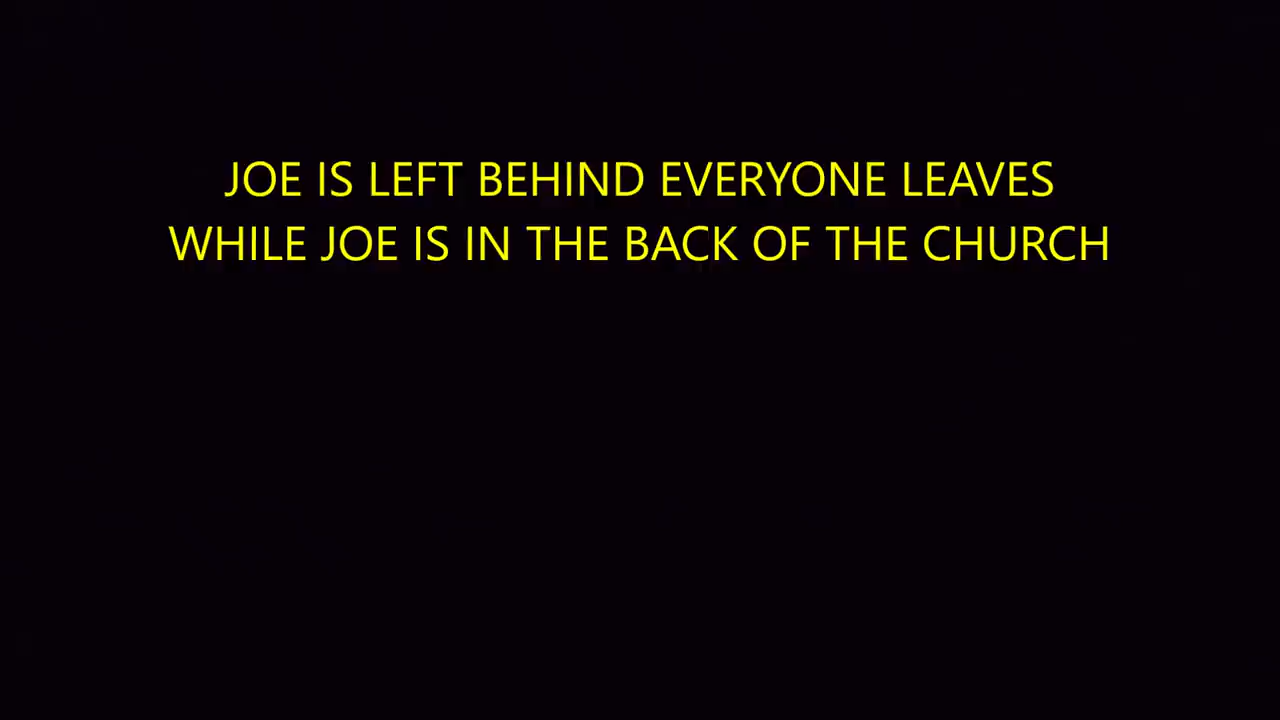 JOE IS LEFT BEHIND EVERYONE LEAVES
WHILE JOE IS IN THE BACK OF THE CHURCH